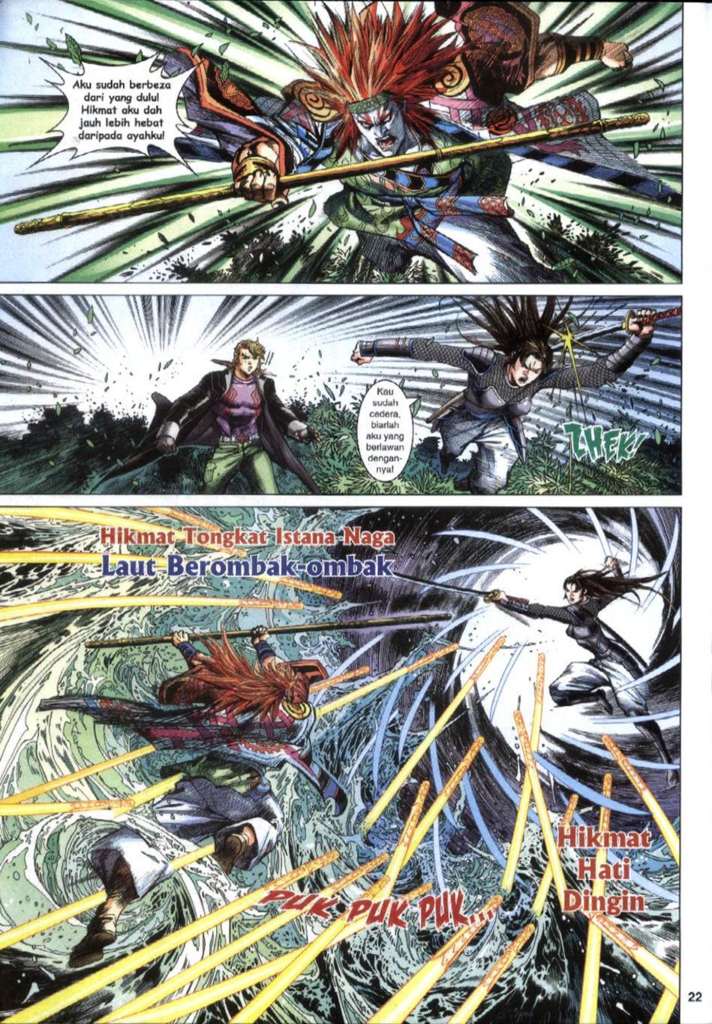 Aku sudah berbeza
dari yang dulu!
Hikmat aku dah
jauh lebih hebat
daripada ayahku!
Kau
sudah
cedera,
biarlah
aku yang
berlawan
dengan-
nya!
ZHEK!
Hikmat Tongkat Istana Naga
Laut Berombak-ombak
Hikmat
Hati
Dingin
PUK PUK PUK...
22